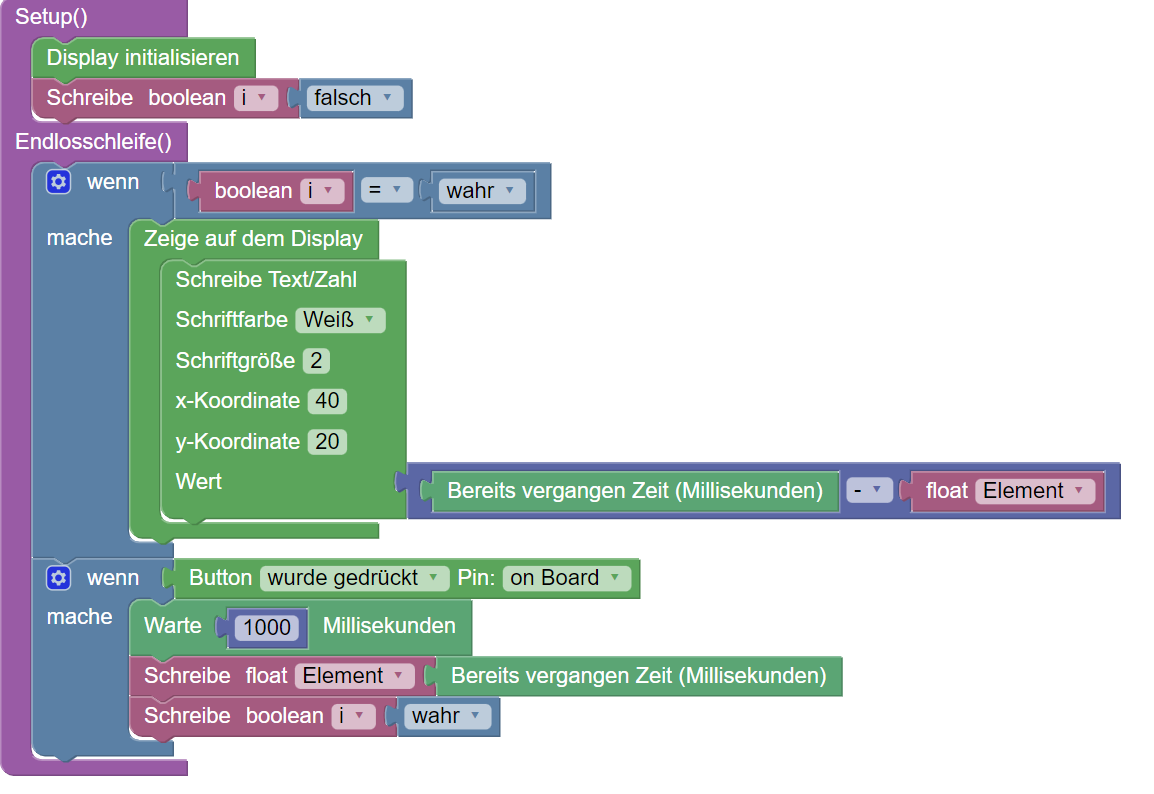 Setup()
Display initialisieren
Schreibe boolean i falsch
Endlosschleife()
wenn boolean i = wahr
mache Zeige auf dem Display
Schreibe Text/Zahl
Schriftfarbe Weiß
Schriftgröße 2
x-Koordinate 40
y-Koordinate 20
Wert Bereits vergangen Zeit (Millisekunden) - float Element
wenn Button wurde gedrückt Pin: on Board
mache Warte 1000 Millisekunden
Schreibe float Element Bereits vergangen Zeit (Millisekunden)
Schreibe boolean i wahr